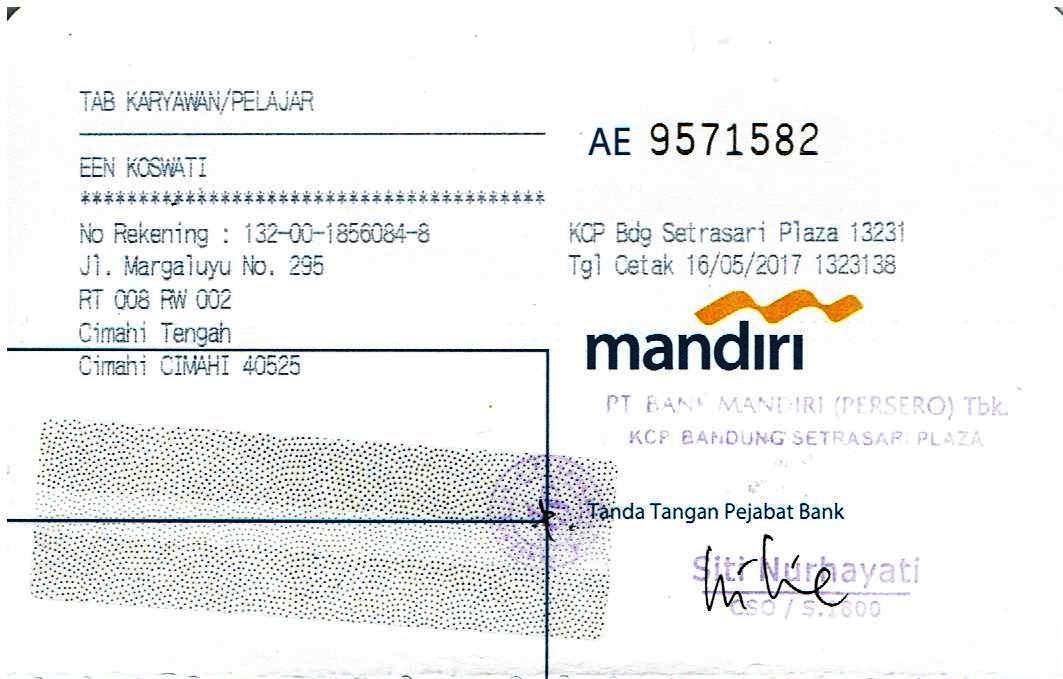 TAB KARYAWAN/PELAJAR
AE 9571582
EEN KOSWATI
****************************************
No Rekening : 132-00-1856084-8
Jl. Margaluyu No. 295
RT 008 RW 002
Cimahi Tengah
Cimahi CIMAHI 40525
KCP Bdg Setrasari Plaza 13231
Tgl Cetak 16/05/2017 1323138
mandiri
PT BANK MANDIRI (PERSERO) Tbk.
KCP BANDUNG SETRASARI PLAZA
Tanda Tangan Pejabat Bank
Siti Nurhayati
CSO / S.1800